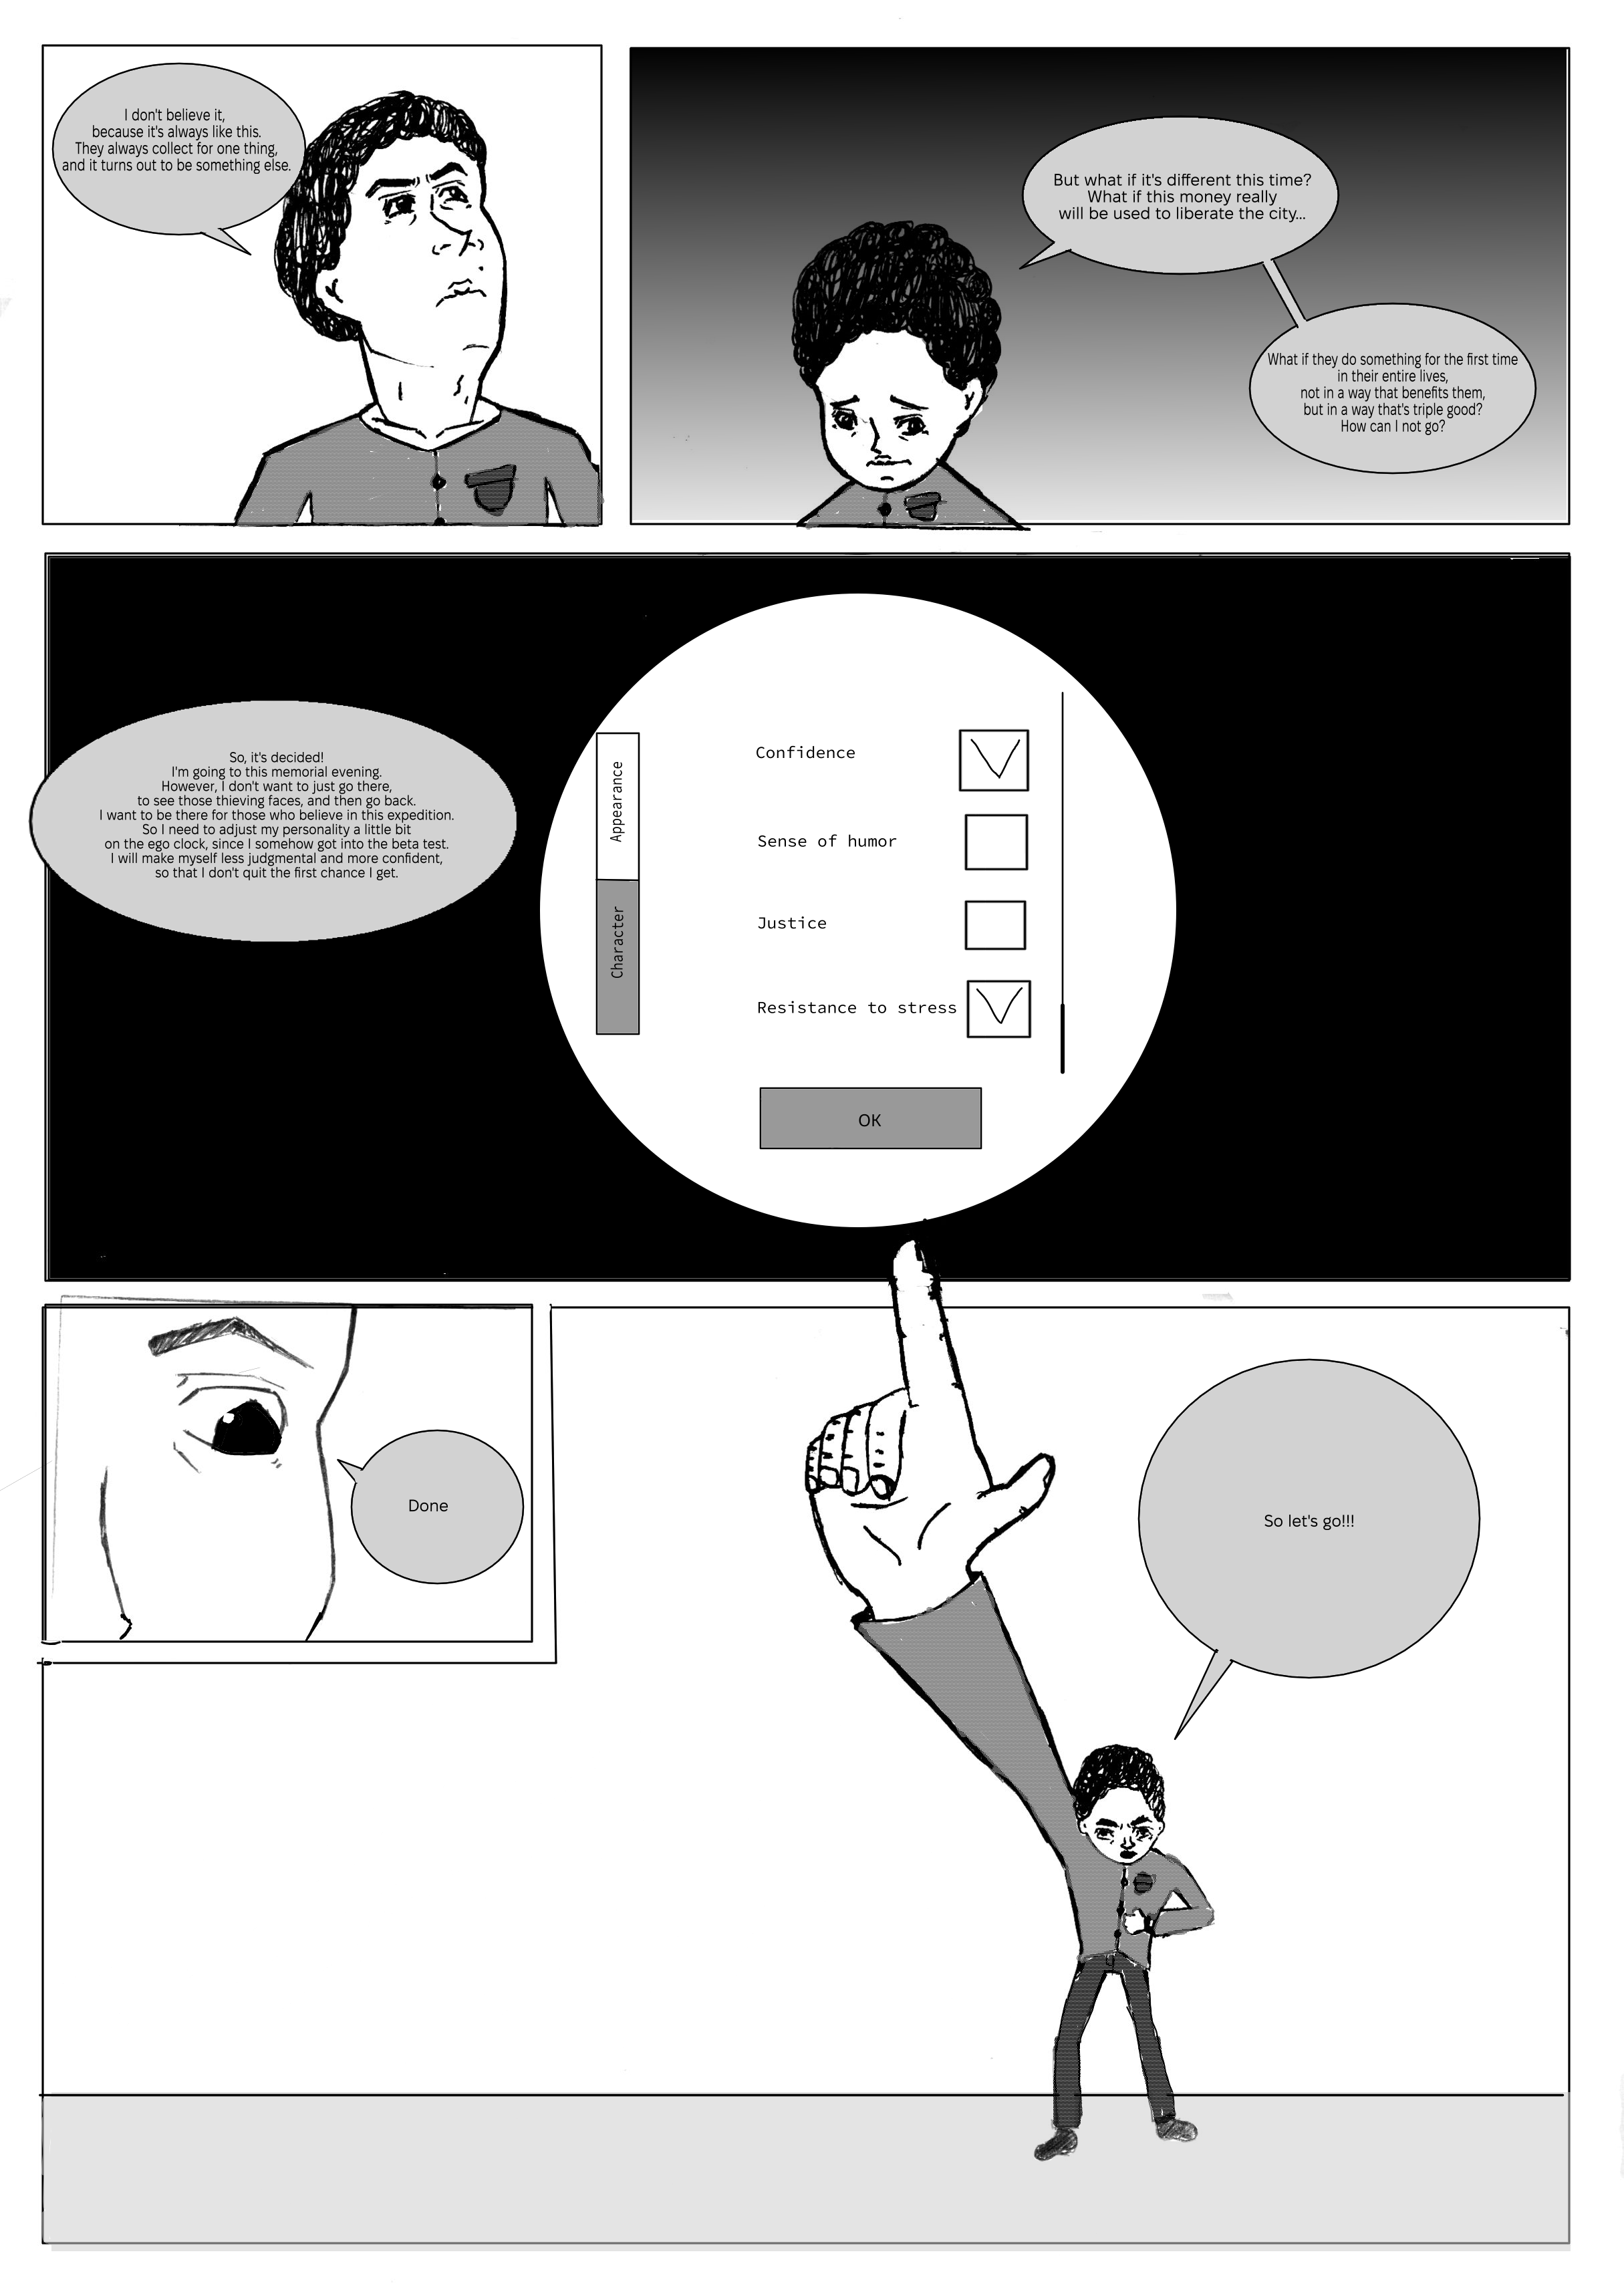 I don't believe it,
because it's always like this.
They always collect for one thing,
and it turns out to be something else.
But what if it's different this time?
What if this money really
will be used to liberate the city...
What if they do something for the first time
in their entire lives,
not in a way that benefits them,
but in a way that's triple good?
How can I not go?
So, it's decided!
I'm going to this memorial evening.
However, I don't want to just go there,
to see those thieving faces, and then go back.
I want to be there for those who believe in this expedition.
So I need to adjust my personality a little bit
on the ego clock, since I somehow got into the beta test.
I will make myself less judgmental and more confident,
so that I don't quit the first chance I get.
Appearance
Character
Confidence
Sense of humor
Justice
Resistance to stress
OK
Done
So let's go!!!